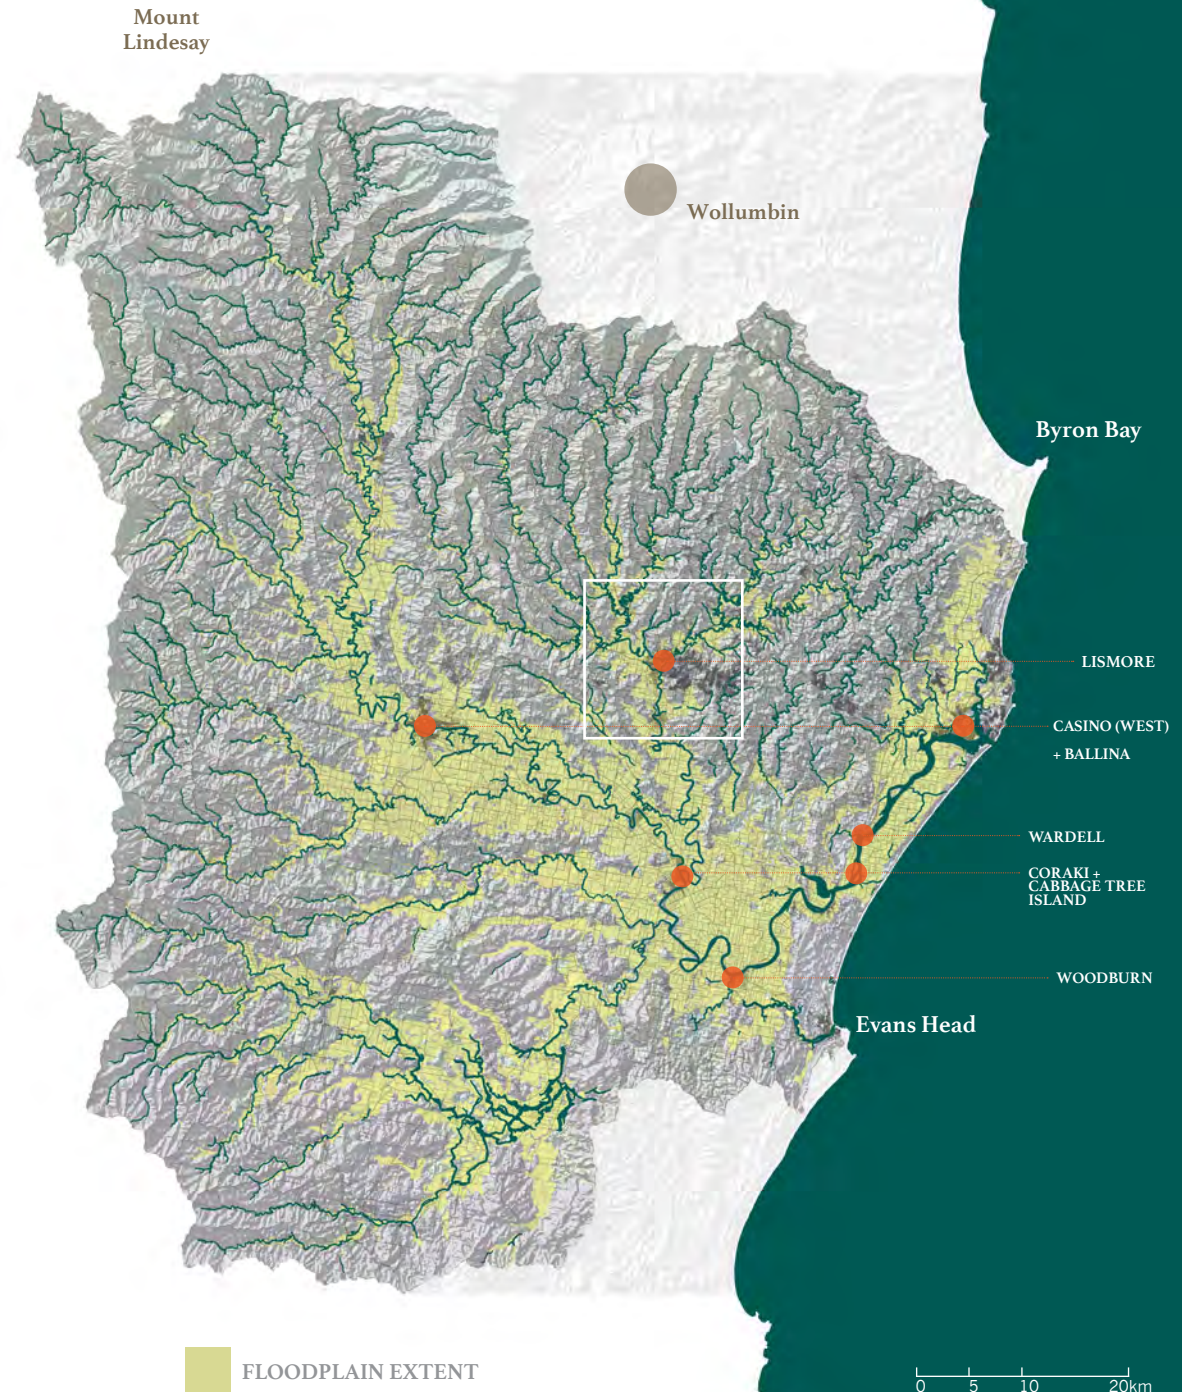 Mount
Lindesay
Wollumbin
Byron Bay
LISMORE
CASINO (WEST)
+ BALLINA
WARDELL
CORAKI +
CABBAGE TREE
ISLAND
WOODBURN
Evans Head
FLOODPLAIN EXTENT
0 5 10 20km